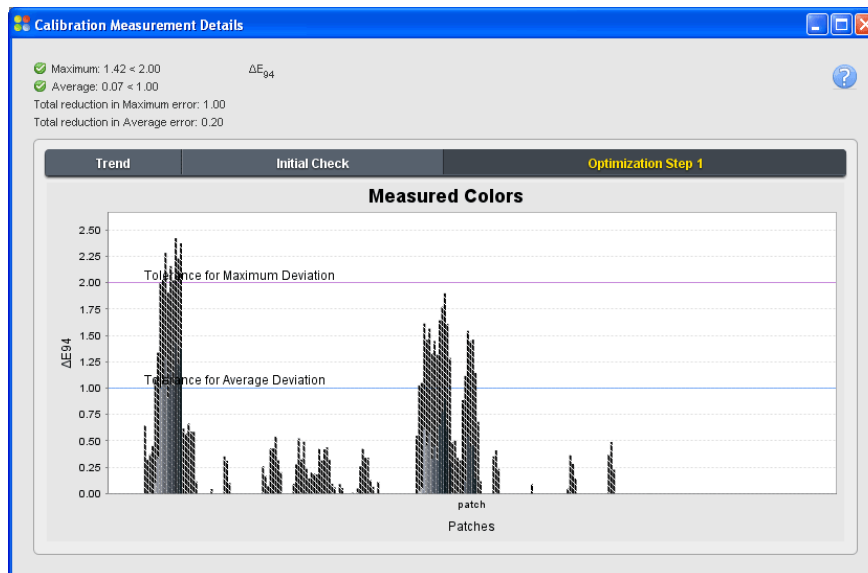 Calibration Measurement Details
Maximum: 1.42 < 2.00 ΔE94
Average: 0.07 < 1.00
Total reduction in Maximum error: 1.00
Total reduction in Average error: 0.20
Trend Initial Check Optimization Step 1
Measured Colors
2.50
2.25
Tolerance for Maximum Deviation
2.00
1.75
1.50
ΔE94
1.25
Tolerance for Average Deviation
1.00
0.75
0.50
0.25
0.00
patch
Patches